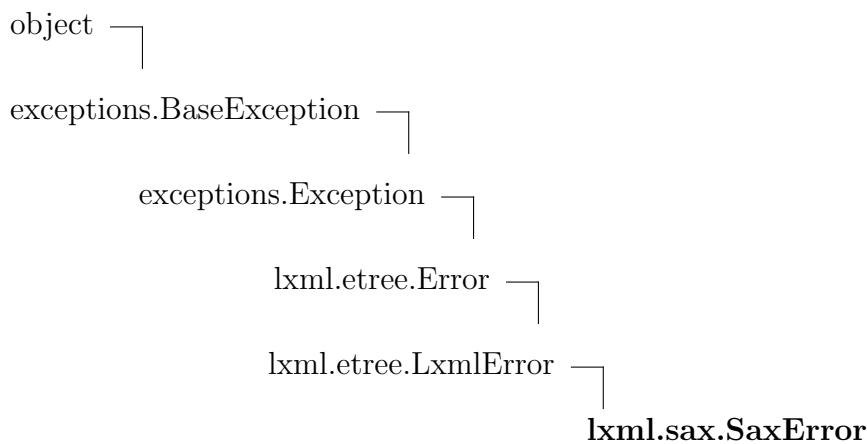 object
exceptions.BaseException
exceptions.Exception
lxml.etree.Error
lxml.etree.LxmlError
lxml.sax.SaxError